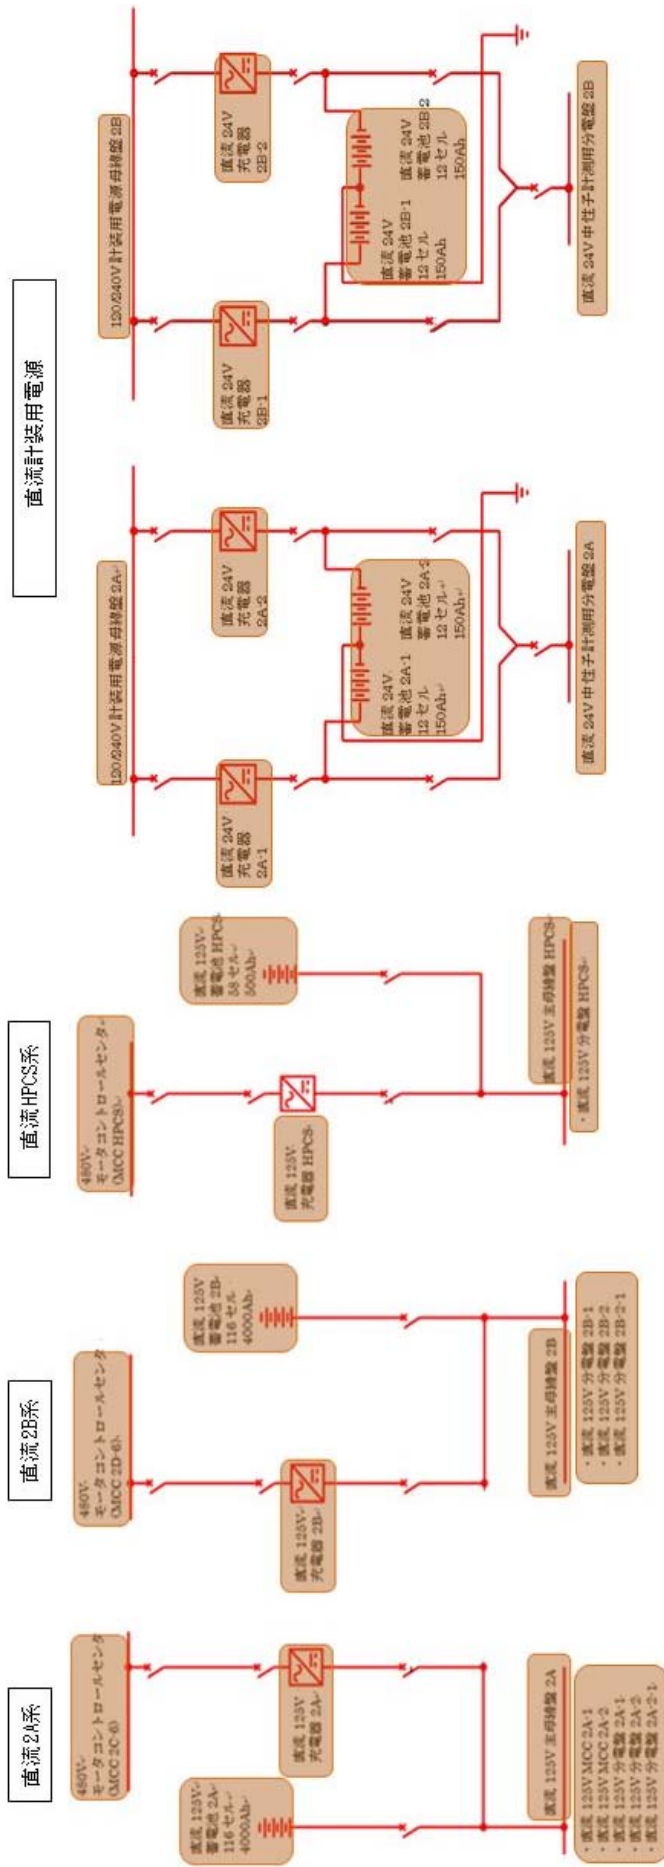 直流2A系
480V
モータコントロールセンタ
(MCC 2C-6)
直流 125V
蓄電池 2A
116 セル
4000Ah
直流 125V
充電器 2A
直流 125V 主母線盤 2A
・直流 125V MCC 2A-1
・直流 125V MCC 2A-2
・直流 125V 分電盤 2A-1
・直流 125V 分電盤 2A-2
・直流 125V 分電盤 2A-2-1
直流2B系
480V
モータコントロールセンタ
(MCC 2D-6)
直流 125V
蓄電池 2B
116 セル
4000Ah
直流 125V
充電器 2B
直流 125V 主母線盤 2B
・直流 125V 分電盤 2B-1
・直流 125V 分電盤 2B-2
・直流 125V 分電盤 2B-2-1
直流HPCS系
480V
モータコントロールセンタ
(MCC HPCS)
直流 125V
蓄電池 HPCS
58 セル
500Ah
直流 125V
充電器 HPCS
直流 125V 主母線盤 HPCS
・直流 125V 分電盤 HPCS
直流計装用電源
120/240V 計装用電源母線盤 2A
直流 24V
充電器
2A-1
直流 24V
充電器
2A-2
直流 24V
蓄電池 2A-1
12 セル
150Ah
直流 24V
蓄電池 2A-2
12 セル
150Ah
直流 24V 中性子計測用分電盤 2A
120/240V 計装用電源母線盤 2B
直流 24V
充電器
2B-1
直流 24V
充電器
2B-2
直流 24V
蓄電池 2B-1
12 セル
150Ah
直流 24V
蓄電池 2B-2
12 セル
150Ah
直流 24V 中性子計測用分電盤 2B